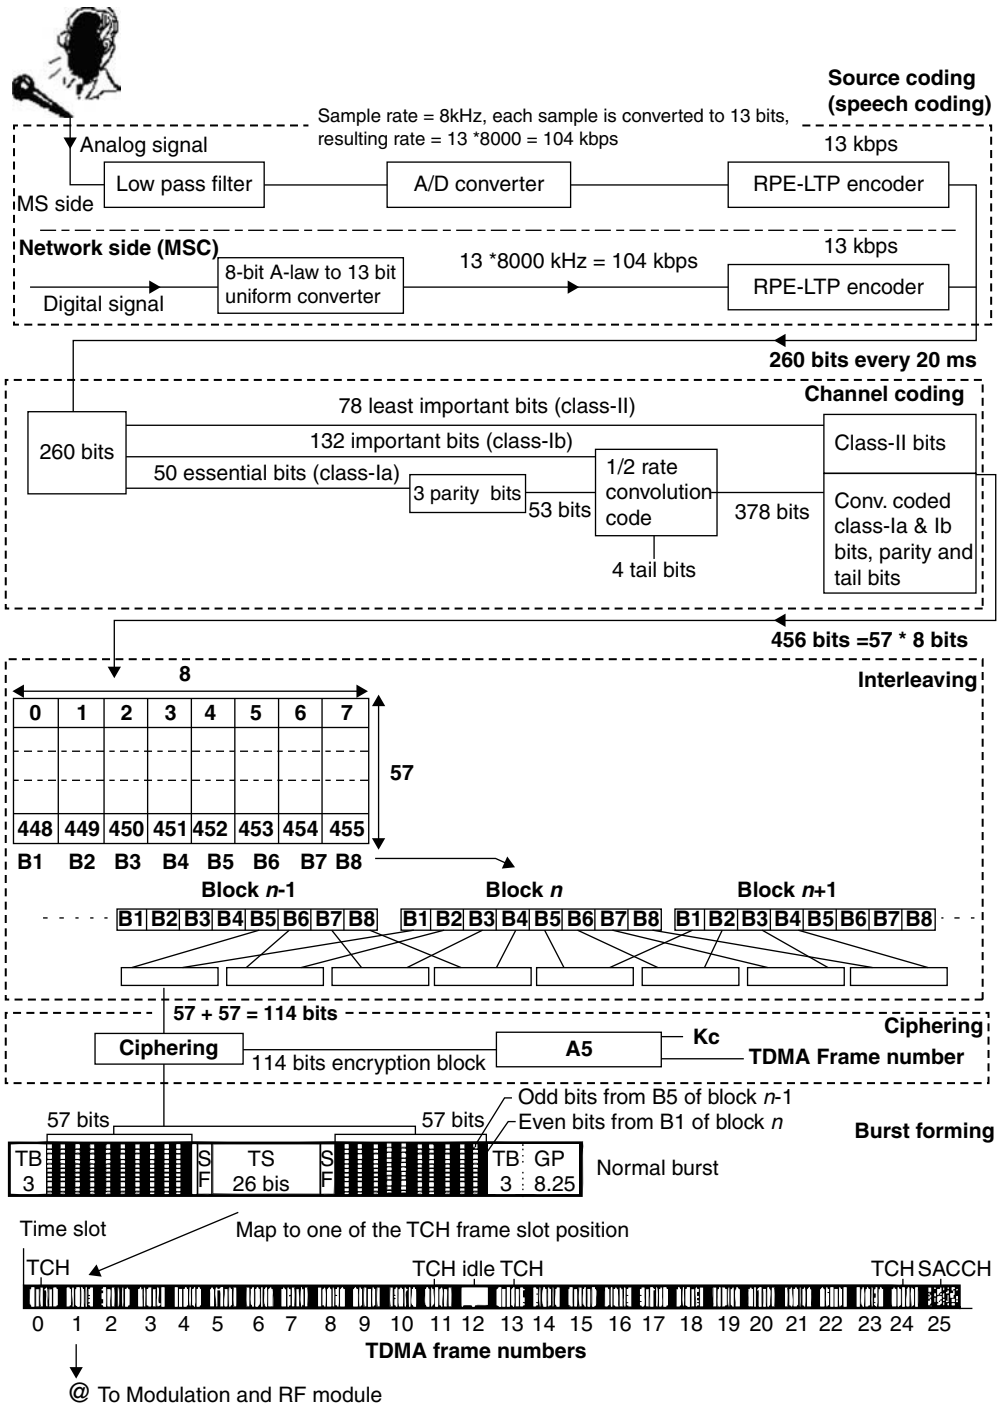 Source coding
(speech coding)
Sample rate = 8kHz, each sample is converted to 13 bits,
resulting rate = 13 *8000 = 104 kbps
Analog signal
13 kbps
Low pass filter
A/D converter
RPE-LTP encoder
MS side
Network side (MSC)
13 kbps
13 *8000 kHz = 104 kbps
8-bit A-law to 13 bit
uniform converter
RPE-LTP encoder
Digital signal
260 bits every 20 ms
Channel coding
78 least important bits (class-II)
260 bits
132 important bits (class-Ib)
Class-II bits
50 essential bits (class-Ia)
1/2 rate
convolution
code
3 parity bits
53 bits
378 bits
Conv. coded
class-Ia & Ib
bits, parity and
tail bits
4 tail bits
456 bits =57 * 8 bits
Interleaving
8
0 1 2 3 4 5 6 7
57
448 449 450 451 452 453 454 455
B1 B2 B3 B4 B5 B6 B7 B8
Block n-1 Block n Block n+1
B1 B2 B3 B4 B5 B6 B7 B8 B1 B2 B3 B4 B5 B6 B7 B8 B1 B2 B3 B4 B5 B6 B7 B8
57 + 57 = 114 bits
Ciphering
Ciphering
114 bits encryption block
A5
Kc
TDMA Frame number
Odd bits from B5 of block n-1
57 bits 57 bits
Even bits from B1 of block n
Burst forming
TB
3
S
F
TS
26 bis
S
F
TB
3
GP
8.25
Normal burst
Time slot
Map to one of the TCH frame slot position
TCH TCH idle TCH TCH SACCH
0 1 2 3 4 5 6 7 8 9 10 11 12 13 14 15 16 17 18 19 20 21 22 23 24 25
TDMA frame numbers
@ To Modulation and RF module